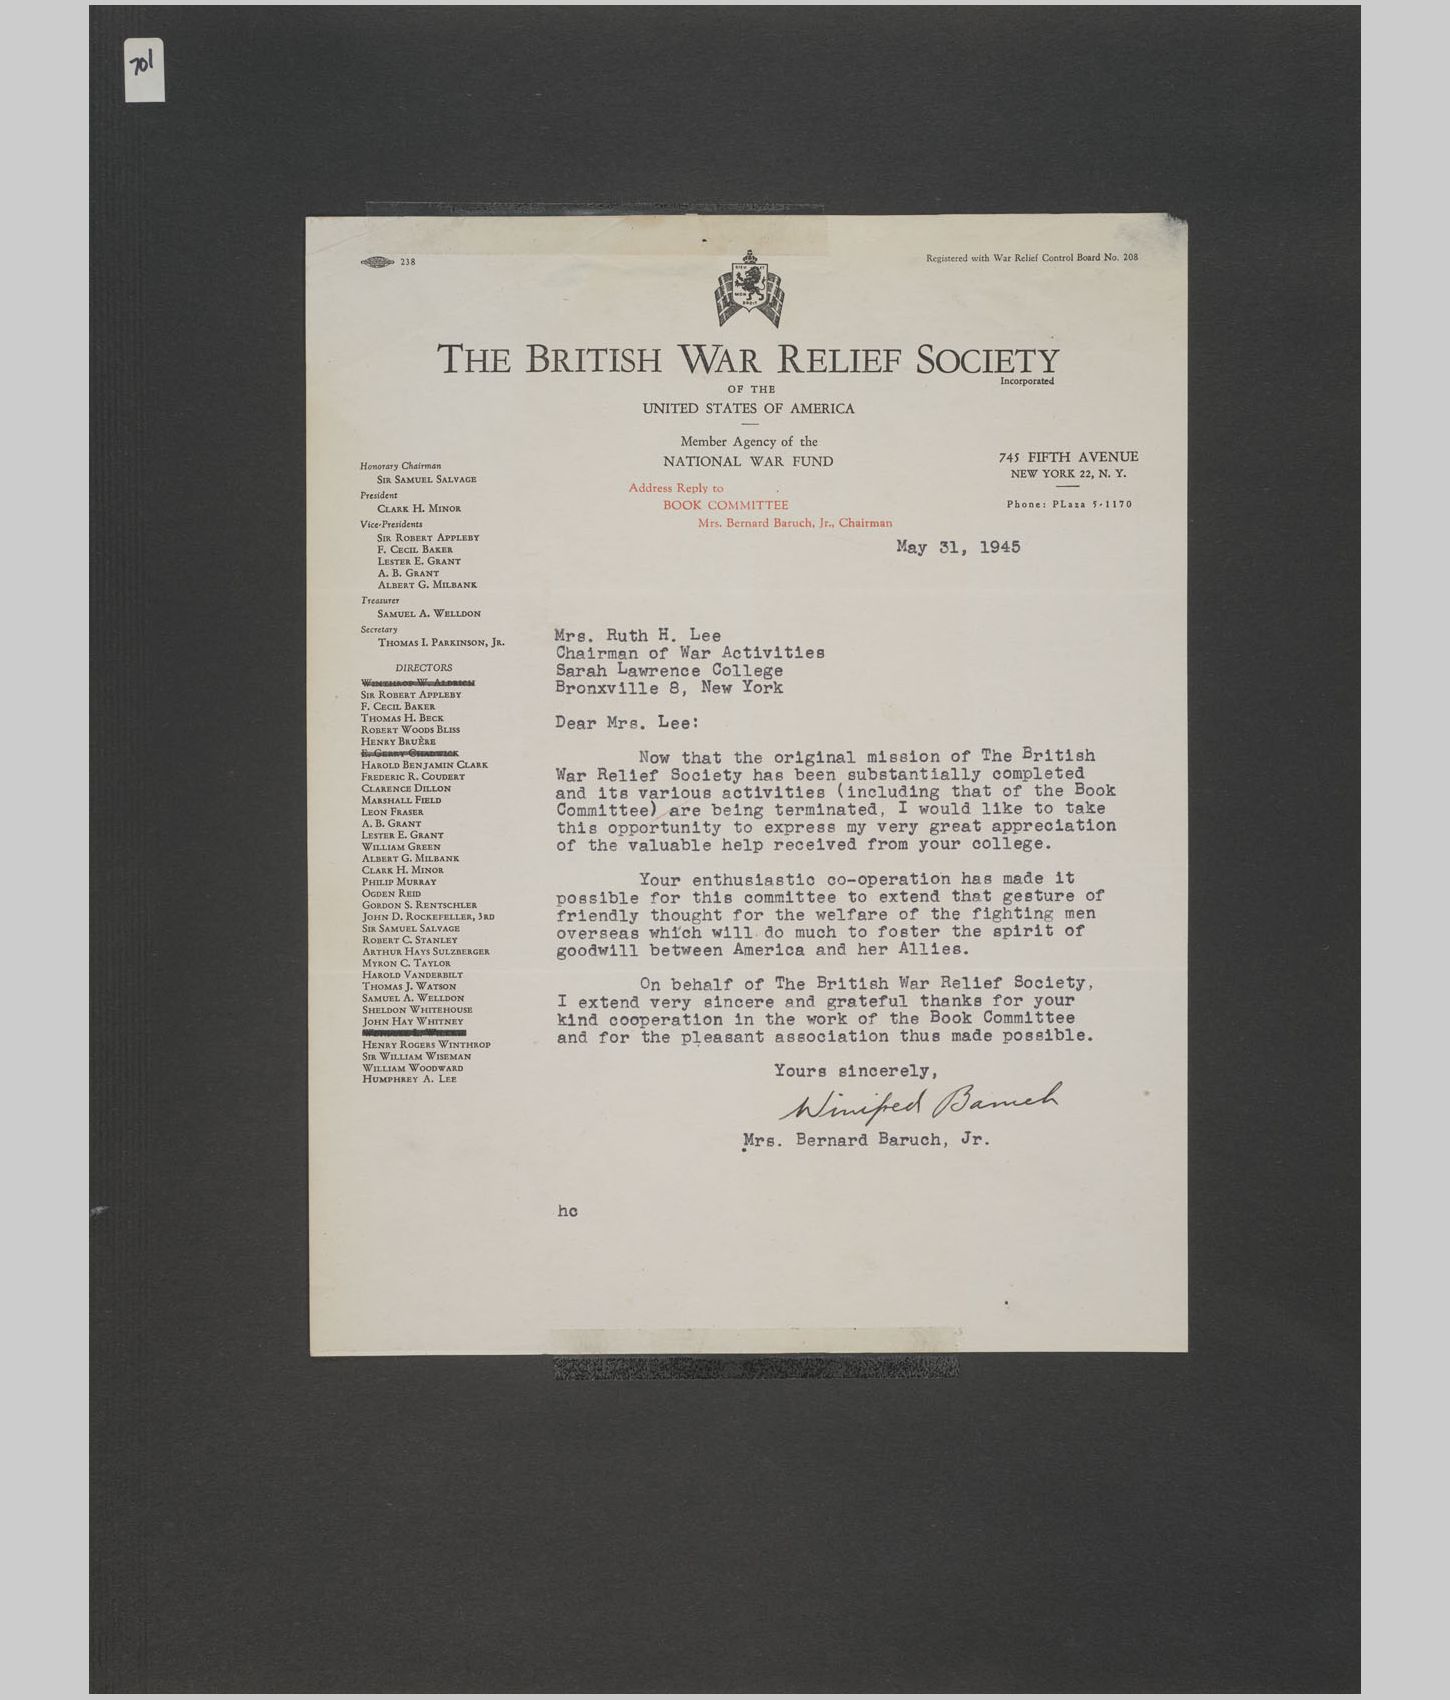 701
238
Registered with War Relief Control Board No. 208
DIEU ET
MON
DROIT
THE BRITISH WAR RELIEF SOCIETY
Incorporated
OF THE
UNITED STATES OF AMERICA
Member Agency of the
NATIONAL WAR FUND
745 FIFTH AVENUE
NEW YORK 22, N. Y.
Phone: PLaza 5-1170
Address Reply to
BOOK COMMITTEE
Mrs. Bernard Baruch, Jr., Chairman
Honorary Chairman
SIR SAMUEL SALVAGE
President
CLARK H. MINOR
Vice-Presidents
SIR ROBERT APPLEBY
F. CECIL BAKER
LESTER E. GRANT
A. B. GRANT
ALBERT G. MILBANK
Treasurer
SAMUEL A. WELLDON
Secretary
THOMAS I. PARKINSON, JR.
DIRECTORS
WINTHROP W. ALDRICH
SIR ROBERT APPLEBY
F. CECIL BAKER
THOMAS H. BECK
ROBERT WOODS BLISS
HENRY BRUÈRE
E. GERRY CHADWICK
HAROLD BENJAMIN CLARK
FREDERIC R. COUDERT
CLARENCE DILLON
MARSHALL FIELD
LEON FRASER
A. B. GRANT
LESTER E. GRANT
WILLIAM GREEN
ALBERT G. MILBANK
CLARK H. MINOR
PHILIP MURRAY
OGDEN REID
GORDON S. RENTSCHLER
JOHN D. ROCKEFELLER, 3RD
SIR SAMUEL SALVAGE
ROBERT C. STANLEY
ARTHUR HAYS SULZBERGER
MYRON C. TAYLOR
HAROLD VANDERBILT
THOMAS J. WATSON
SAMUEL A. WELLDON
SHELDON WHITEHOUSE
JOHN HAY WHITNEY
HENRY ROGERS WINTHROP
SIR WILLIAM WISEMAN
WILLIAM WOODWARD
HUMPHREY A. LEE
May 31, 1945
Mrs. Ruth H. Lee
Chairman of War Activities
Sarah Lawrence College
Bronxville 8, New York
Dear Mrs. Lee:
Now that the original mission of The British
War Relief Society has been substantially completed
and its various activities (including that of the Book
Committee) are being terminated, I would like to take
this opportunity to express my very great appreciation
of the valuable help received from your college.
Your enthusiastic co-operation has made it
possible for this committee to extend that gesture of
friendly thought for the welfare of the fighting men
overseas which will do much to foster the spirit of
goodwill between America and her Allies.
On behalf of The British War Relief Society,
I extend very sincere and grateful thanks for your
kind cooperation in the work of the Book Committee
and for the pleasant association thus made possible.
Yours sincerely,
Winifred Baruch
Mrs. Bernard Baruch, Jr.
hc